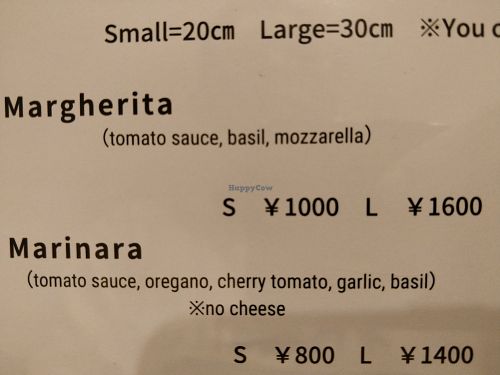 Small=20cm Large=30cm ※You
Margherita
(tomato sauce, basil, mozzarella)
HappyCow
S ¥1000 L ¥1600
Marinara
(tomato sauce, oregano, cherry tomato, garlic, basil)
※no cheese
S ¥800 L ¥1400